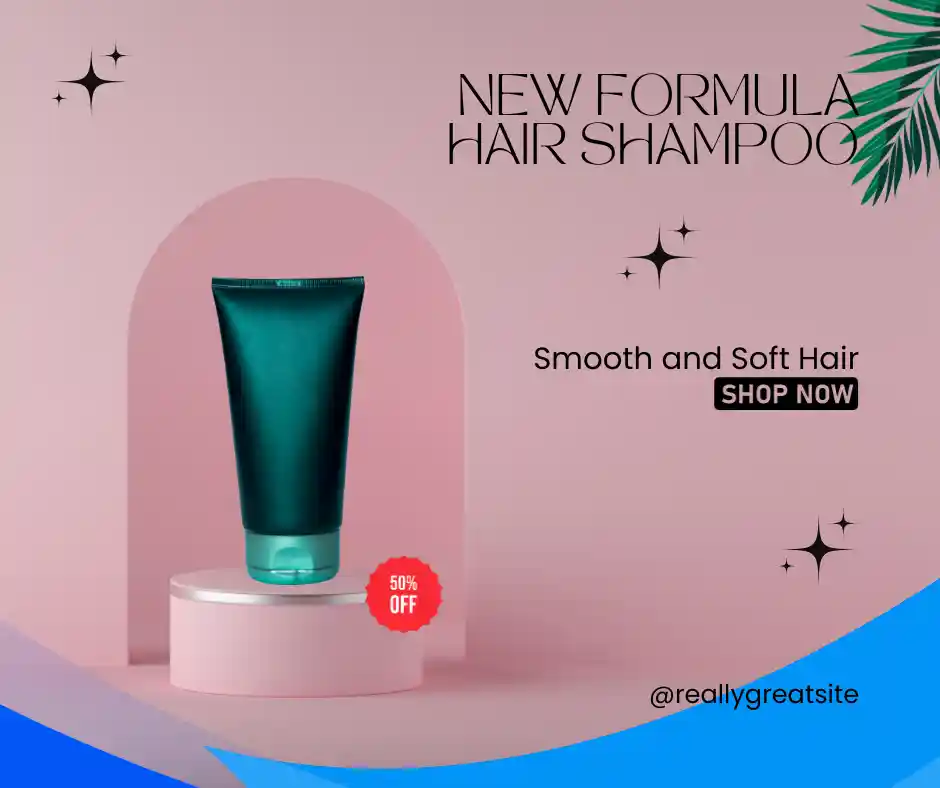 NEW FORMULA
HAIR SHAMPOO
Smooth and Soft Hair
SHOP NOW
50%
OFF
@reallygreatsite